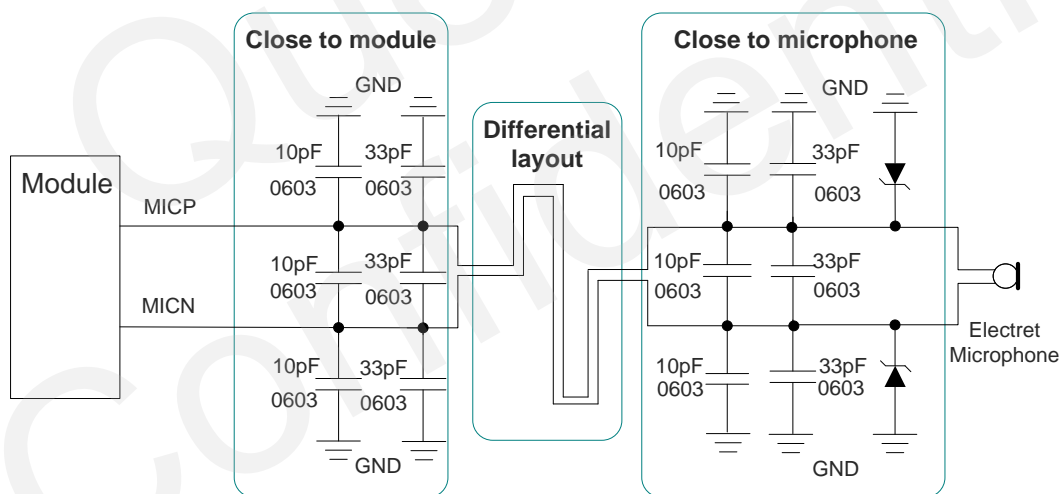 Close to module
GND
10pF
0603
33pF
0603
10pF
0603
33pF
0603
10pF
0603
33pF
0603
GND
Module
MICP
MICN
Differential
layout
Close to microphone
GND
10pF
0603
33pF
0603
10pF
0603
33pF
0603
10pF
0603
33pF
0603
GND
Electret
Microphone
Confidenti